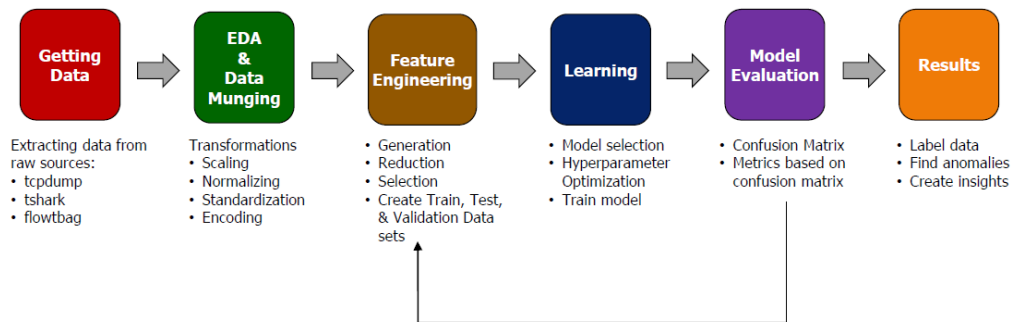 Getting
Data
EDA
&
Data
Munging
Feature
Engineering
Learning
Model
Evaluation
Results
Extracting data from
raw sources:
• tcpdump
• tshark
• flowtbag
Transformations
• Scaling
• Normalizing
• Standardization
• Encoding
• Generation
• Reduction
• Selection
• Create Train, Test,
& Validation Data
sets
• Model selection
• Hyperparameter
Optimization
• Train model
• Confusion Matrix
• Metrics based on
confusion matrix
• Label data
• Find anomalies
• Create insights